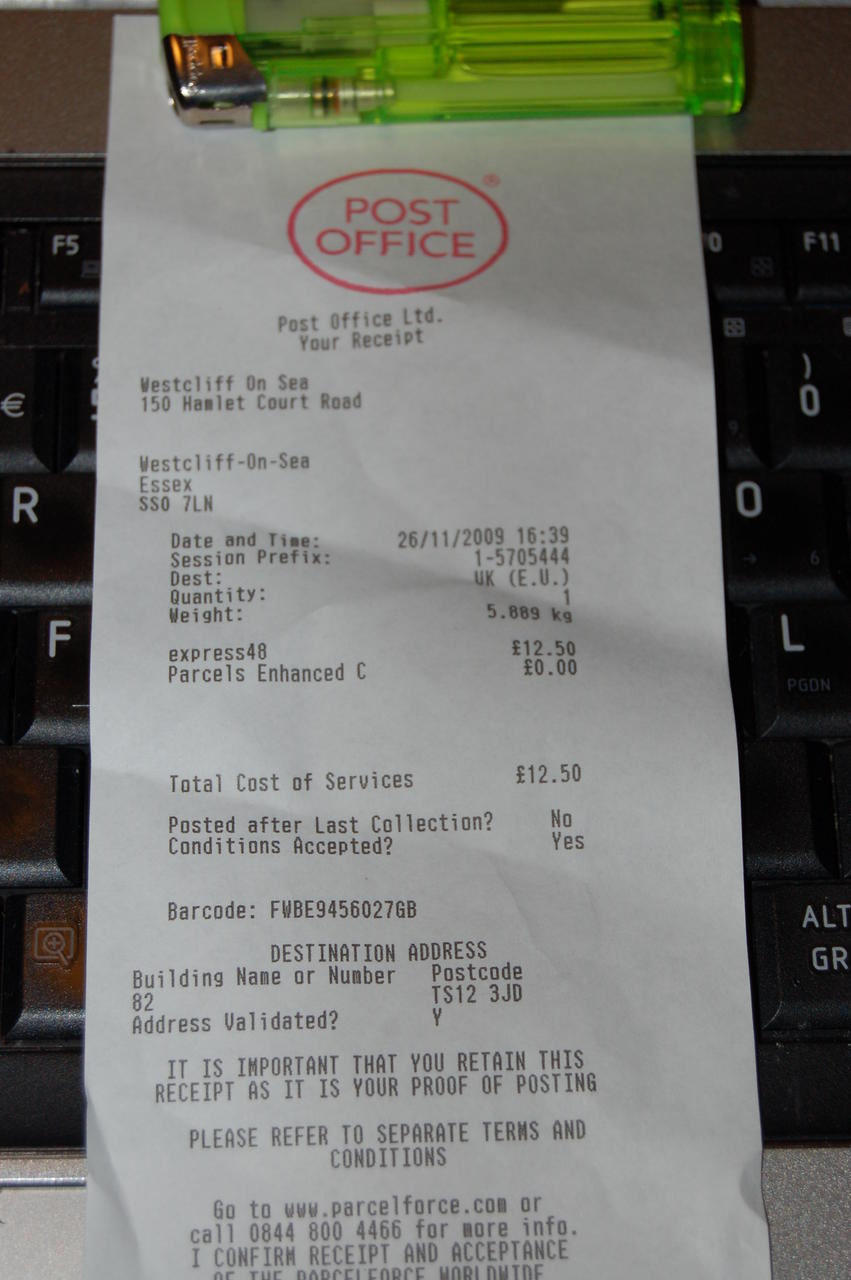 POST
OFFICE
®
Post Office Ltd.
Your Receipt
Westcliff On Sea
150 Hamlet Court Road
Westcliff-On-Sea
Essex
SS0 7LN
Date and Time: 26/11/2009 16:39
Session Prefix: 1-5705444
Dest: UK (E.U.)
Quantity: 1
Weight: 5.889 kg
express48 £12.50
Parcels Enhanced C £0.00
Total Cost of Services £12.50
Posted after Last Collection? No
Conditions Accepted? Yes
Barcode: FWBE9456027GB
DESTINATION ADDRESS
Building Name or Number Postcode
82 TS12 3JD
Address Validated? Y
IT IS IMPORTANT THAT YOU RETAIN THIS
RECEIPT AS IT IS YOUR PROOF OF POSTING
PLEASE REFER TO SEPARATE TERMS AND
CONDITIONS
Go to www.parcelforce.com or
call 0844 800 4466 for more info.
I CONFIRM RECEIPT AND ACCEPTANCE
OF THE PARCELFORCE WORLDWIDE
F5
F11
€
)
0
9
R
O
6
F
L
PGDN
ALT
GR